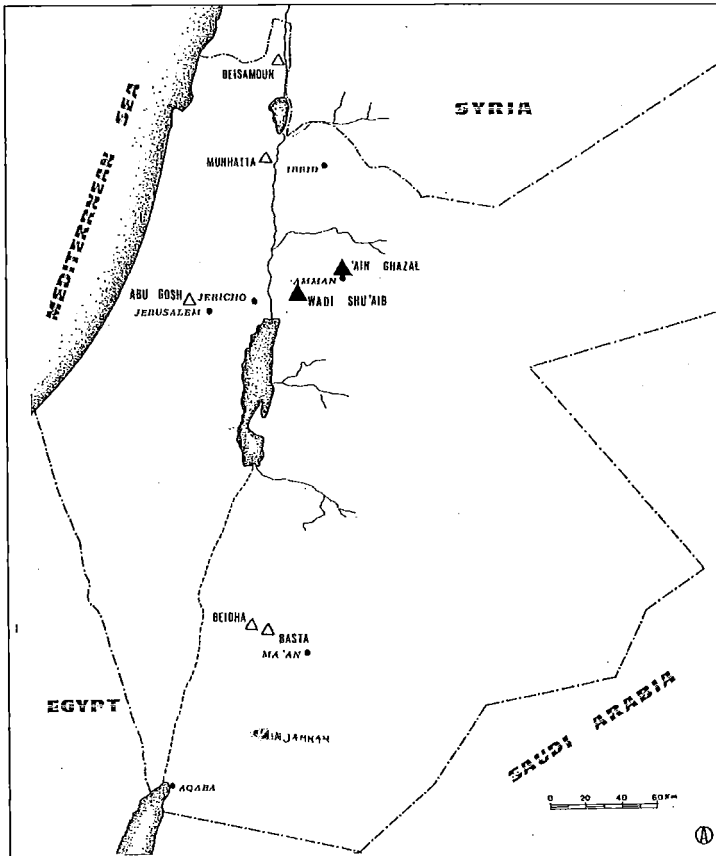 BEISAMOUN
SYRIA
MEDITERRANEAN SEA
MUNHATTA
IRBID
'AIN GHAZAL
'AMMAN
ABU GOSH
JERICHO
WADI SHU'AIB
JERUSALEM
BEIDHA
BASTA
MA'AN
EGYPT
SAUDI ARABIA
AQABA
0 20 40 60 Km
A